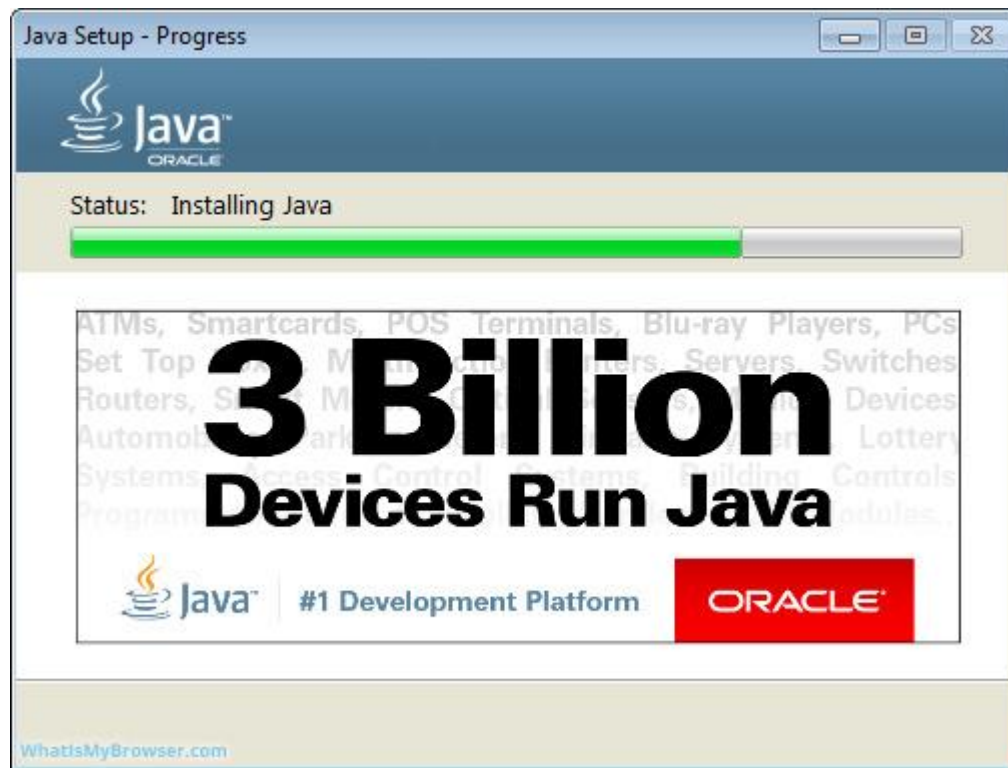 Java Setup - Progress
Java™
ORACLE
Status: Installing Java
ATMs, Smartcards, POS Terminals, Blu-ray Players, PCs
Set Top Servers, Switches
Routers, Devices
Lottery
Systems, Access Control Systems, Building Controls
3 Billion
Devices Run Java
Java™
#1 Development Platform
ORACLE
WhatIsMyBrowser.com